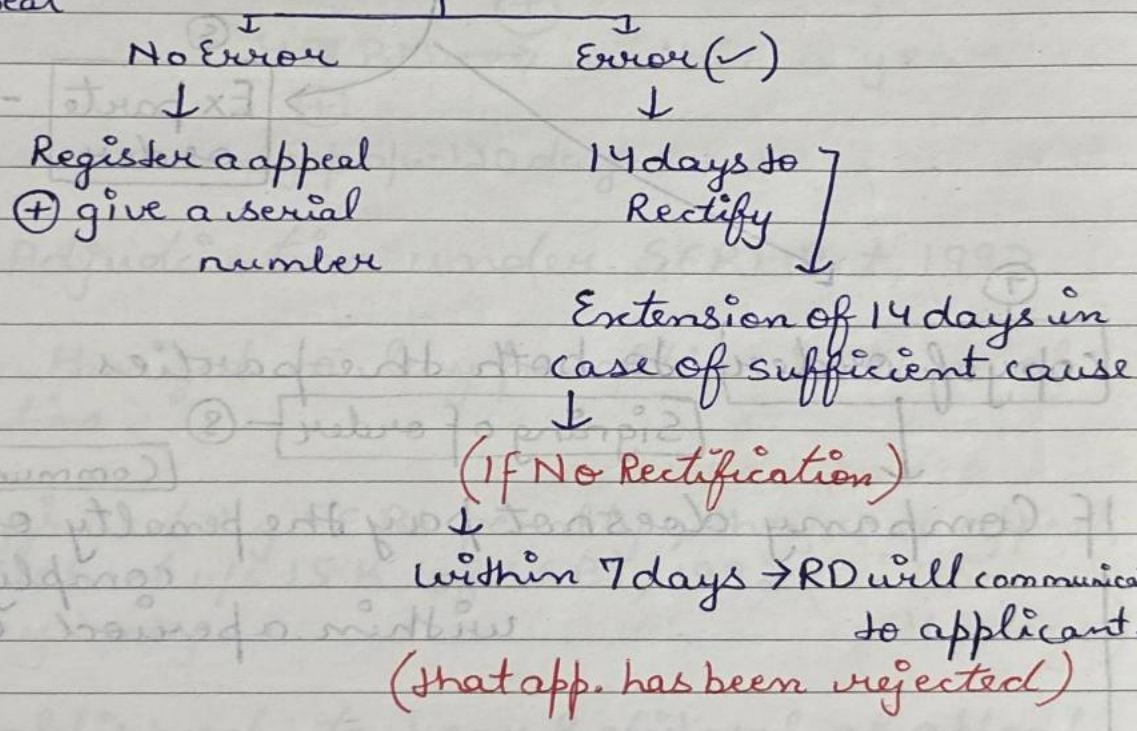 No Error
Error (✓)
↓
↓
Register a appeal
⊕ give a serial
number
14 days to
Rectify
Extension of 14 days in
case of sufficient cause
↓
(If No Rectification)
↓
within 7 days → RD will communica
to applicant
(that app. has been rejected)